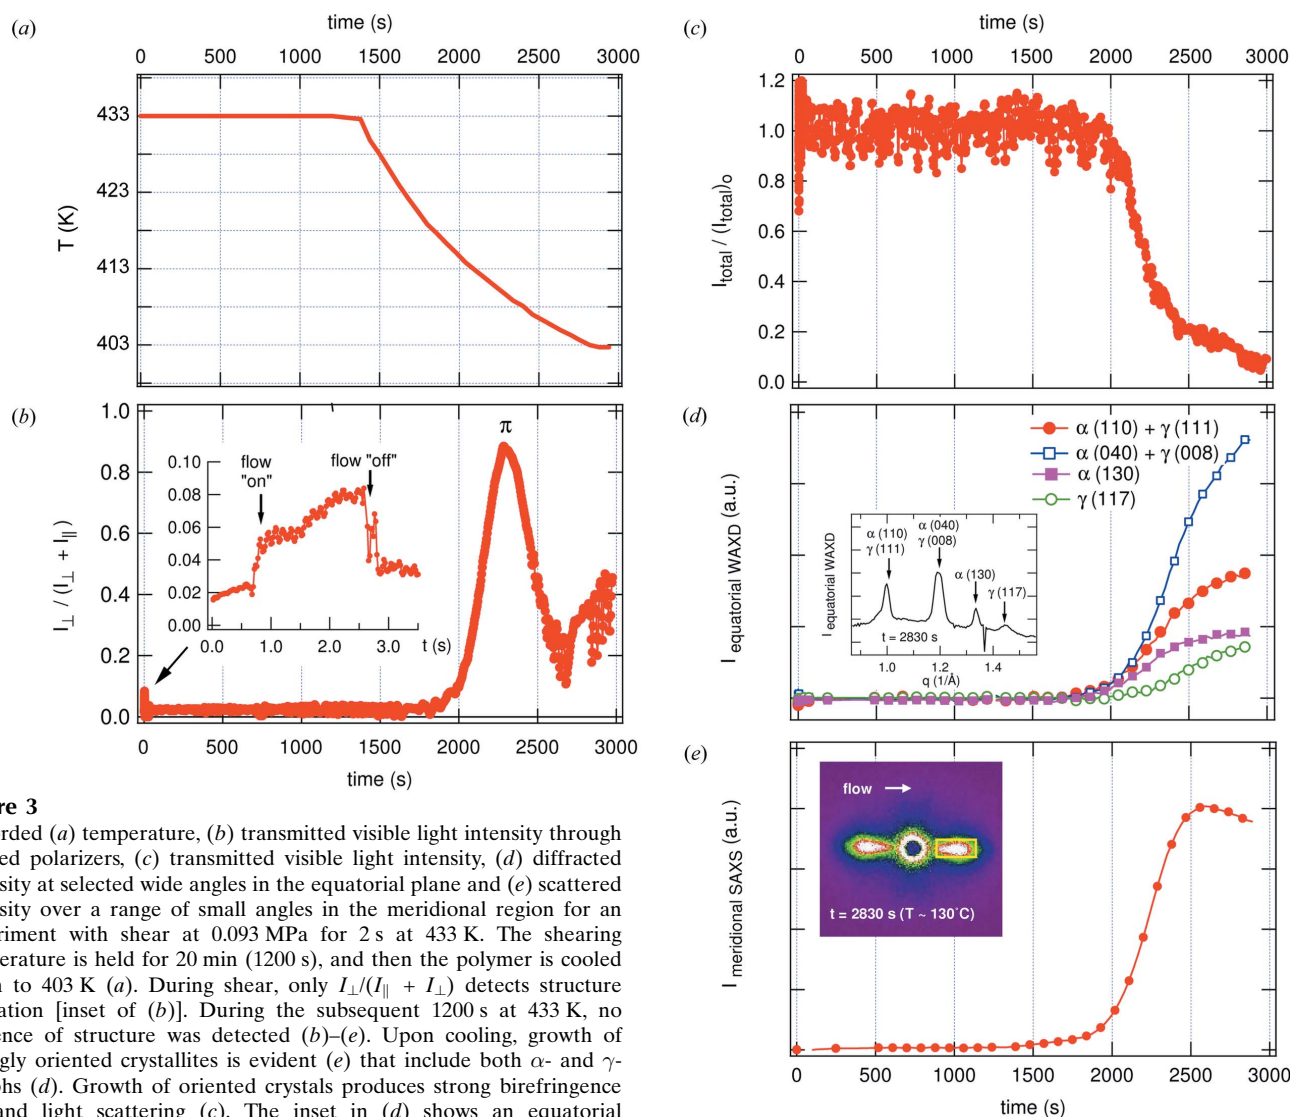 (a)
time (s)
0 500 1000 1500 2000 2500 3000
433
423
413
403
T (K)
(b)
1.0
0.8
0.6
0.4
0.2
0.0
I⊥ / (I⊥ + I∥)
π
0.10
0.08
0.06
0.04
0.02
0.00
flow "on"
flow "off"
0.0 1.0 2.0 3.0 t (s)
0 500 1000 1500 2000 2500 3000
time (s)
(c)
time (s)
0 500 1000 1500 2000 2500 3000
1.2
1.0
0.8
0.6
0.4
0.2
0.0
I total / (I total)o
(d)
I equatorial WAXD (a.u.)
α (110) + γ (111)
α (040) + γ (008)
α (130)
γ (117)
I equatorial WAXD
α (110)
γ (111)
α (040)
γ (008)
α (130)
γ (117)
t = 2830 s
1.0 1.2 1.4
q (1/Å)
(e)
I meridional SAXS (a.u.)
flow
t = 2830 s (T ~ 130°C)
0 500 1000 1500 2000 2500 3000
time (s)
re 3
rded (a) temperature, (b) transmitted visible light intensity through
ed polarizers, (c) transmitted visible light intensity, (d) diffracted
sity at selected wide angles in the equatorial plane and (e) scattered
sity over a range of small angles in the meridional region for an
riment with shear at 0.093 MPa for 2 s at 433 K. The shearing
erature is held for 20 min (1200 s), and then the polymer is cooled
n to 403 K (a). During shear, only I⊥/(I∥ + I⊥) detects structure
ation [inset of (b)]. During the subsequent 1200 s at 433 K, no
ence of structure was detected (b)–(e). Upon cooling, growth of
gly oriented crystallites is evident (e) that include both α- and γ-
phs (d). Growth of oriented crystals produces strong birefringence
and light scattering (c). The inset in (d) shows an equatorial